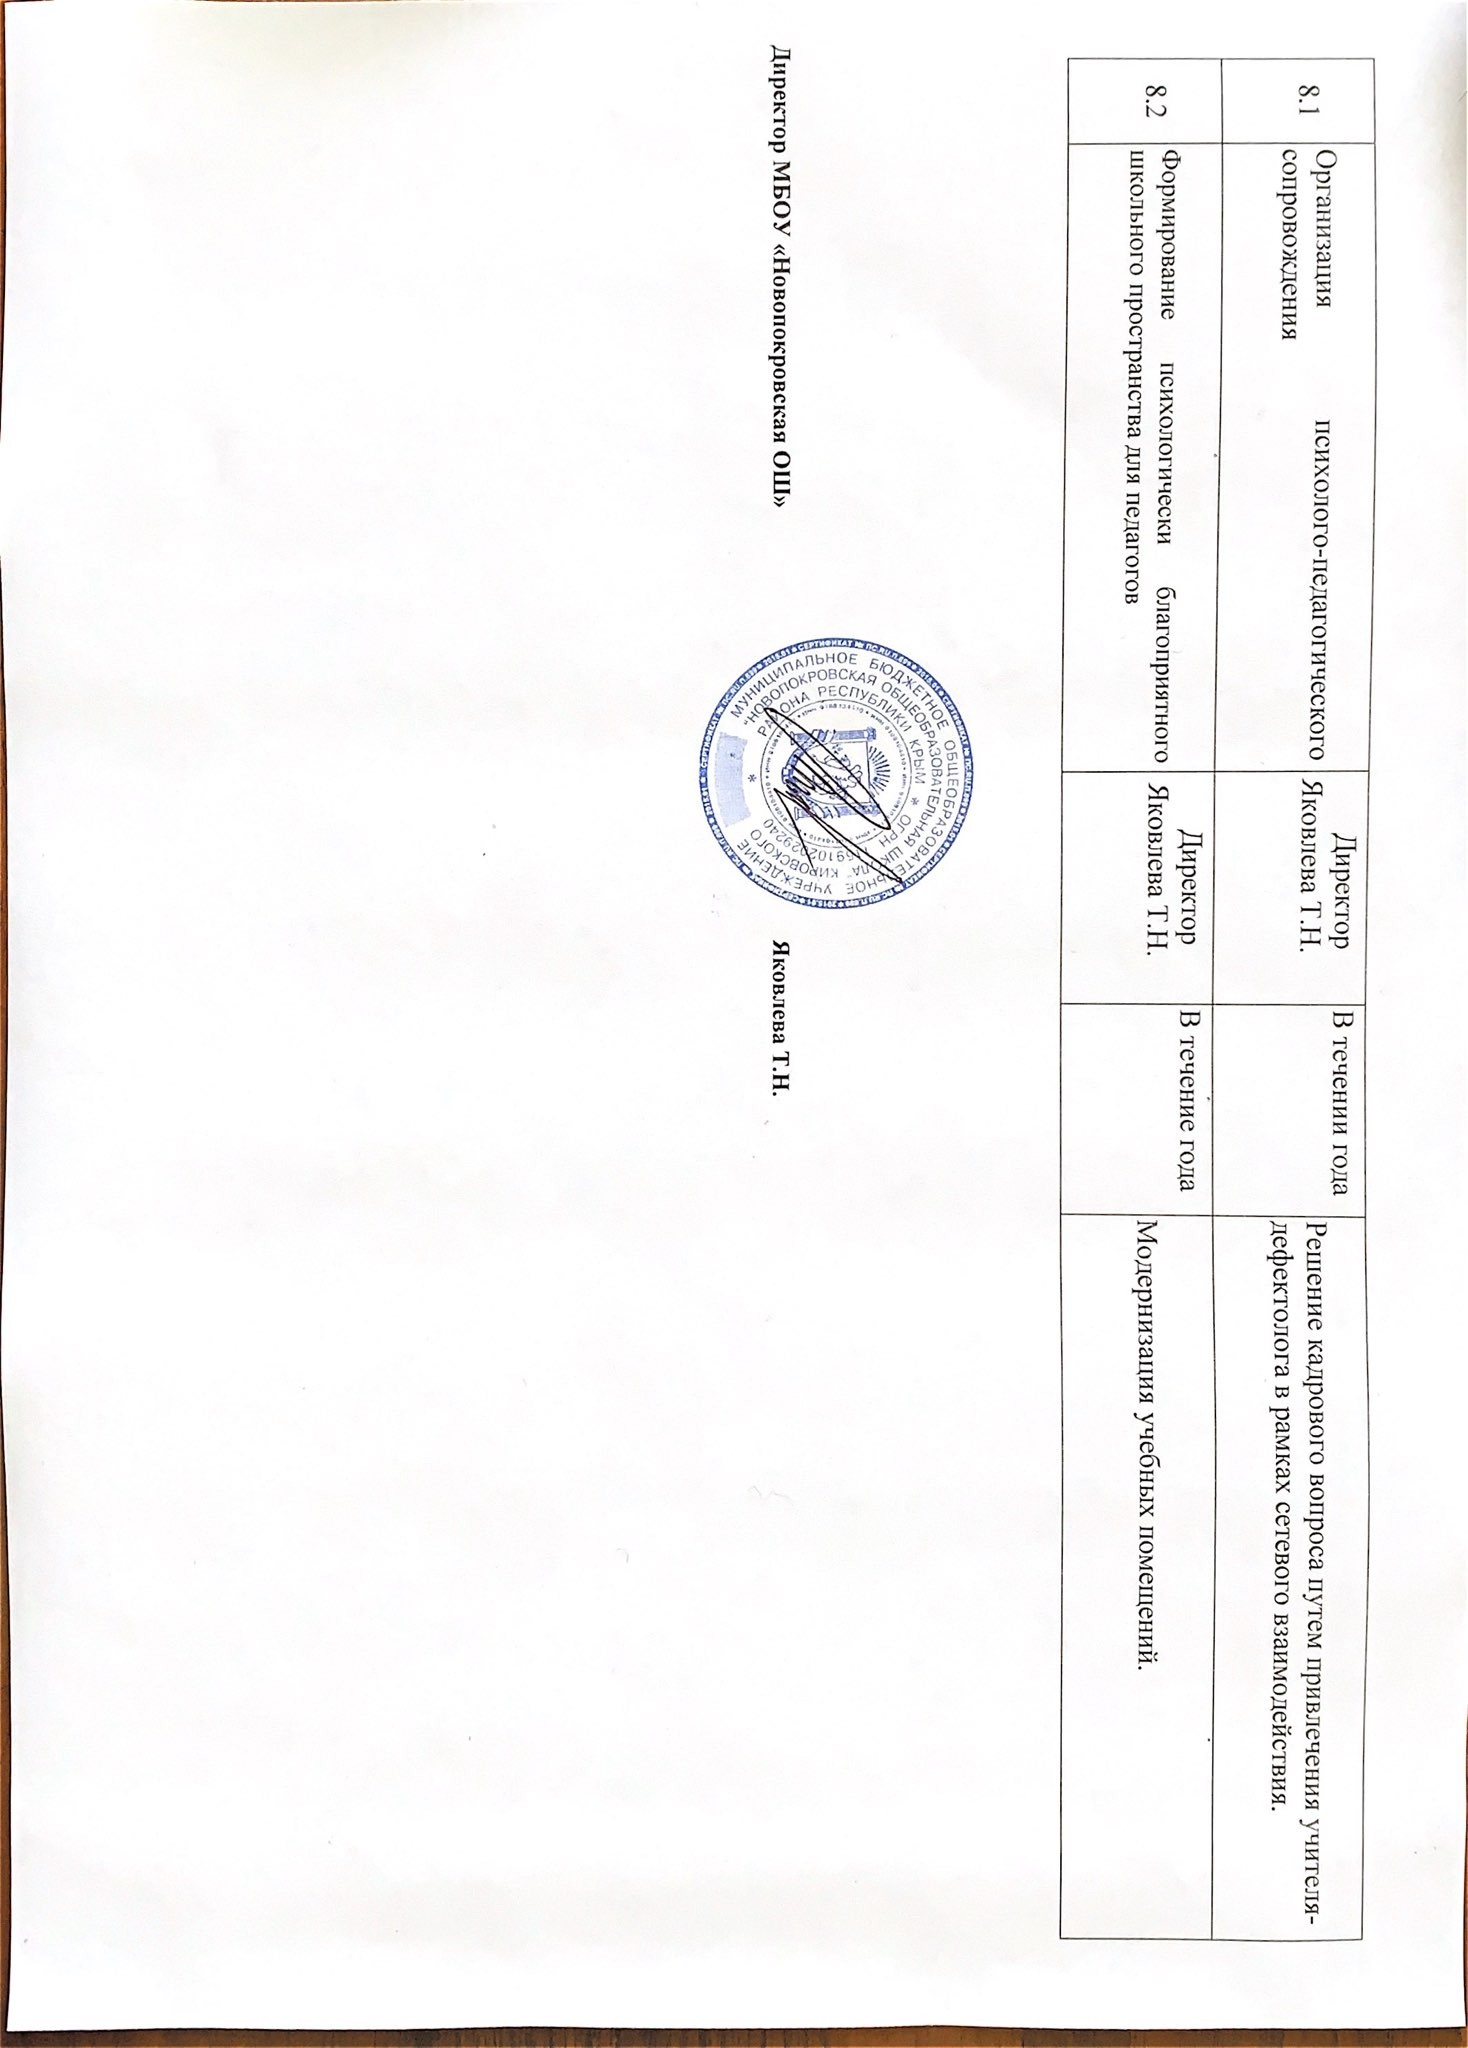 8.1
Организация психолого-педагогического
сопровождения
Директор
Яковлева Т.Н.
В течении года
Решение кадрового вопроса путем привлечения учителя-
дефектолога в рамках сетевого взаимодействия.
8.2
Формирование психологически благоприятного
школьного пространства для педагогов
Директор
Яковлева Т.Н.
В течение года
Модернизация учебных помещений.
Директор МБОУ «Новопокровская ОШ»
Яковлева Т.Н.
МУНИЦИПАЛЬНОЕ БЮДЖЕТНОЕ ОБЩЕОБРАЗОВАТЕЛЬНОЕ УЧРЕЖДЕНИЕ
"НОВОПОКРОВСКАЯ ОБЩЕОБРАЗОВАТЕЛЬНАЯ ШКОЛА" КИРОВСКОГО
РАЙОНА РЕСПУБЛИКИ КРЫМ * ОГРН 1159102029240 *